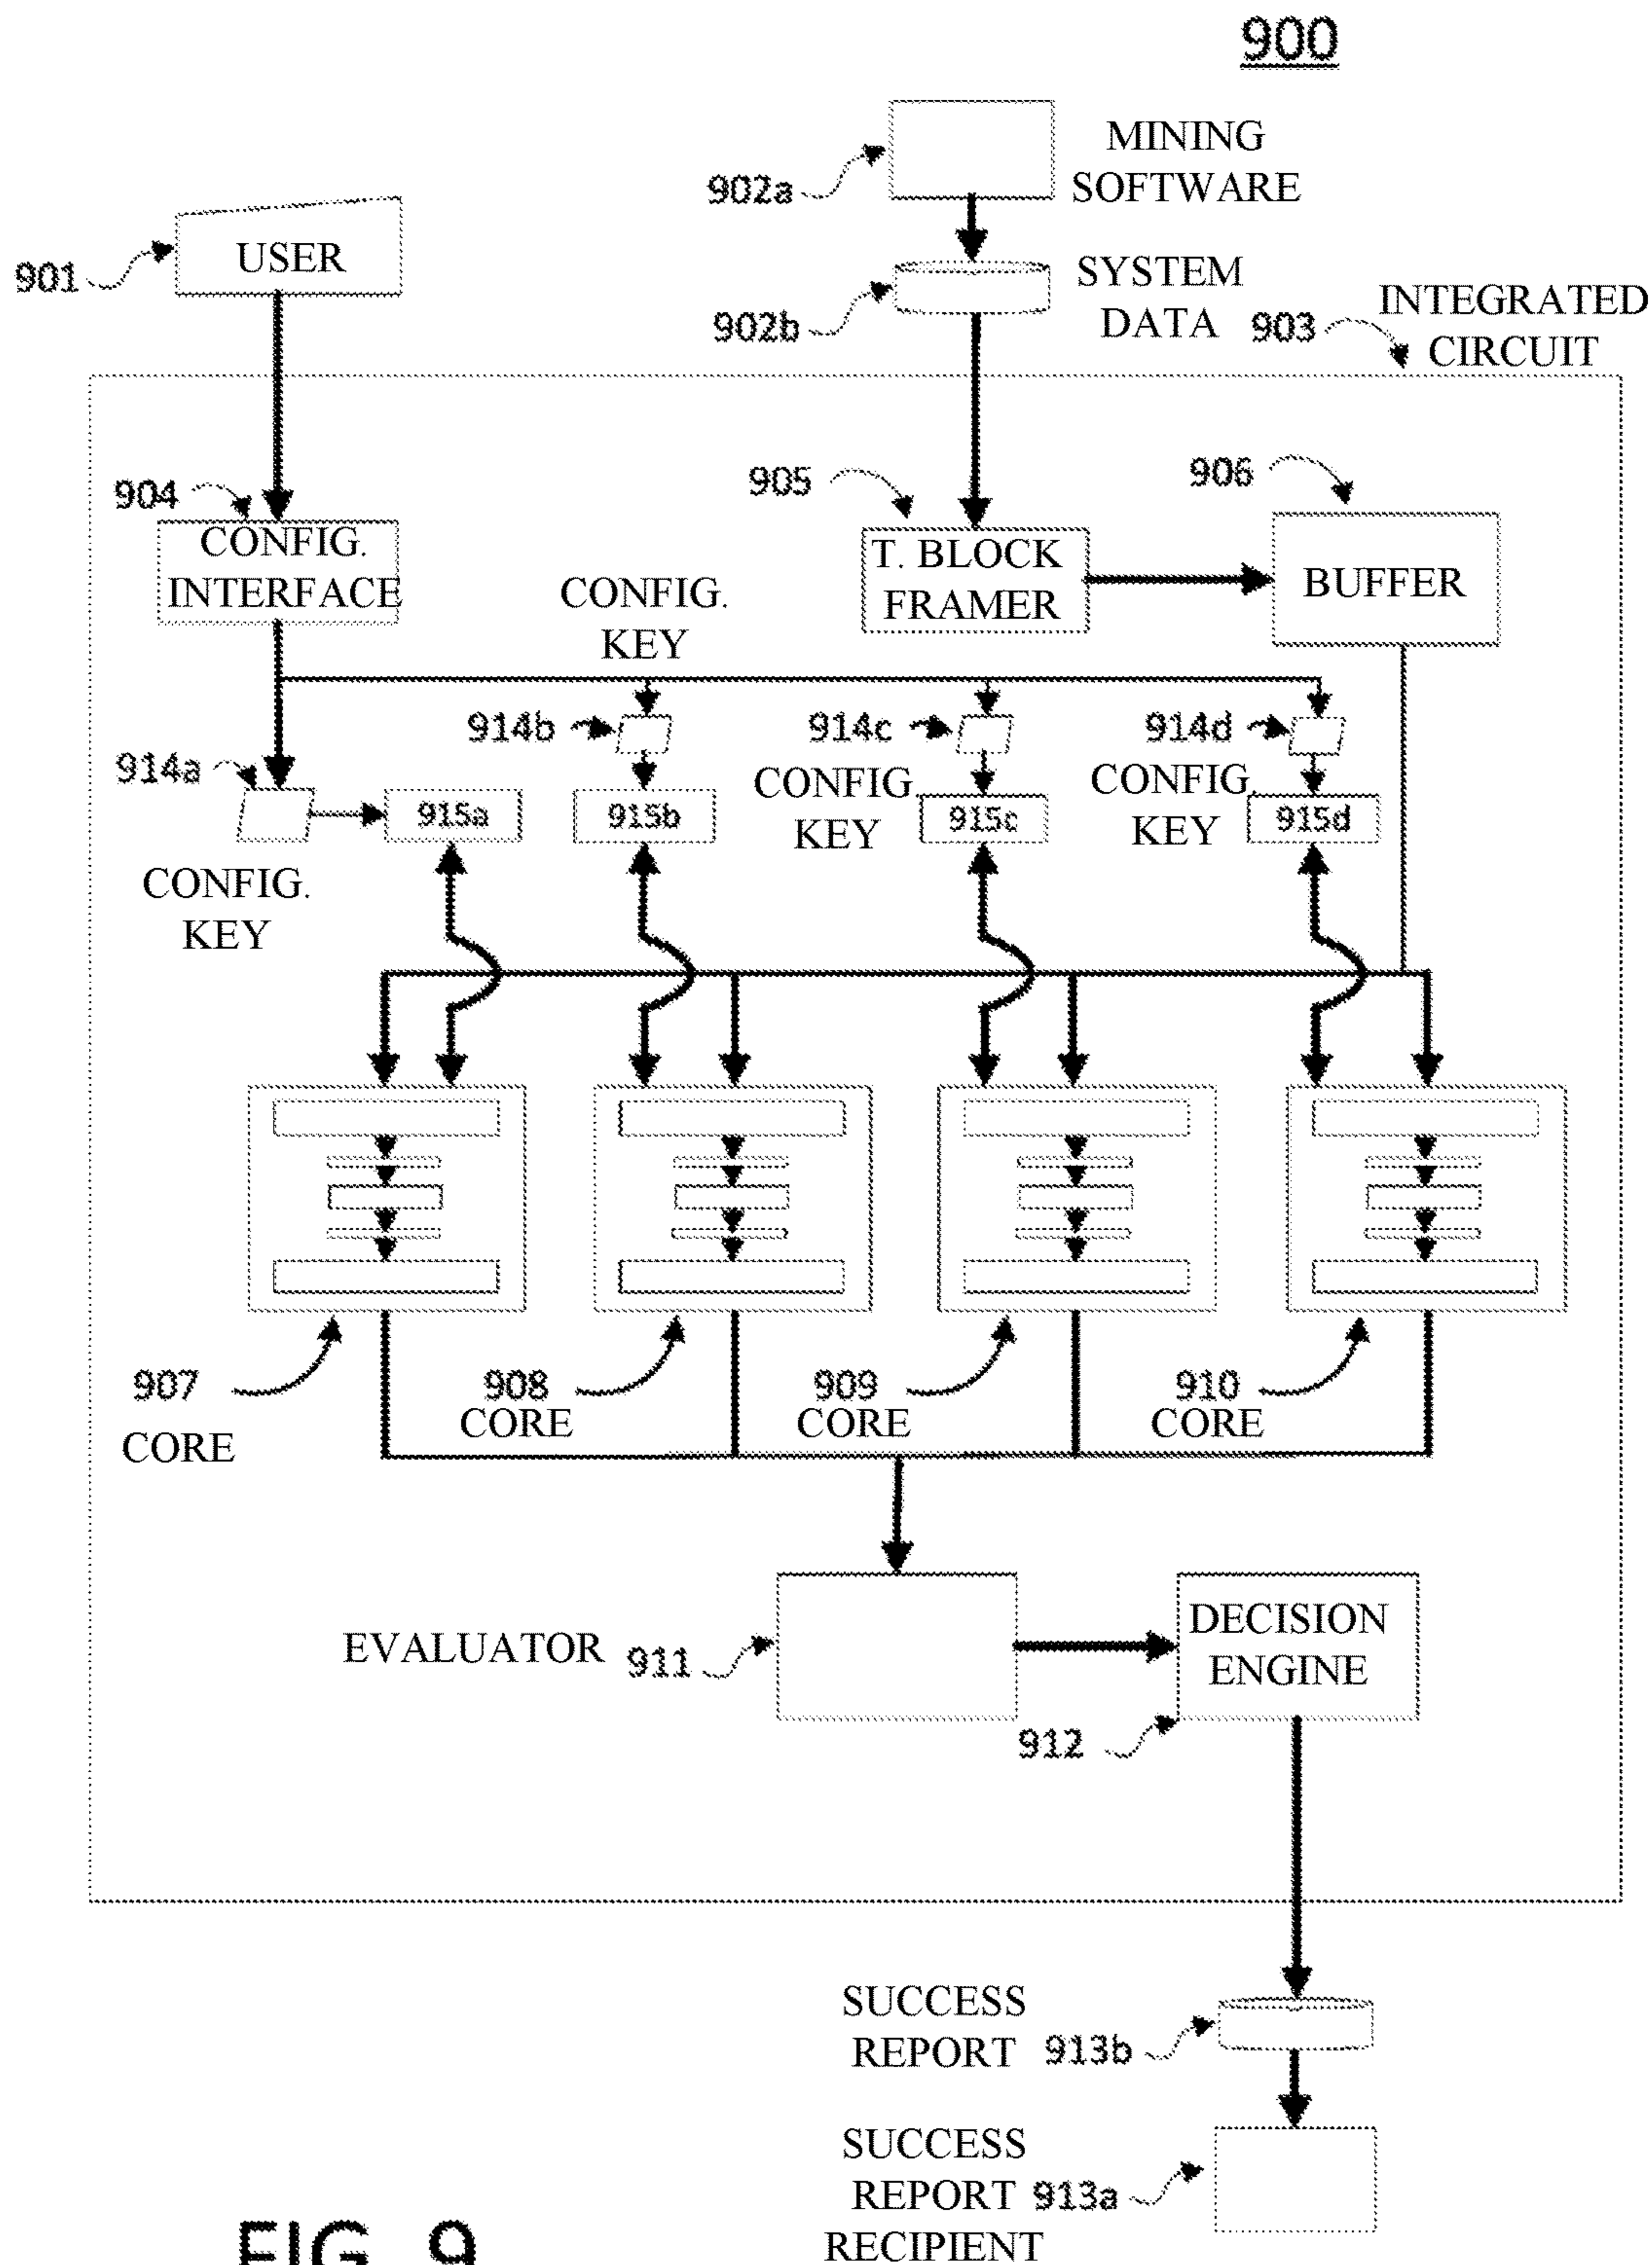 900
MINING
SOFTWARE
902a
USER
901
SYSTEM
DATA
902b
INTEGRATED
CIRCUIT
903
904
CONFIG.
INTERFACE
905
T. BLOCK
FRAMER
906
BUFFER
CONFIG.
KEY
914b
914c
914d
914a
CONFIG.
KEY
CONFIG.
KEY
915a
915b
915c
915d
CONFIG.
KEY
907
CORE
908
CORE
909
CORE
910
CORE
EVALUATOR 911
DECISION
ENGINE
912
SUCCESS
REPORT 913b
SUCCESS
REPORT 913a
RECIPIENT
FIG. 9